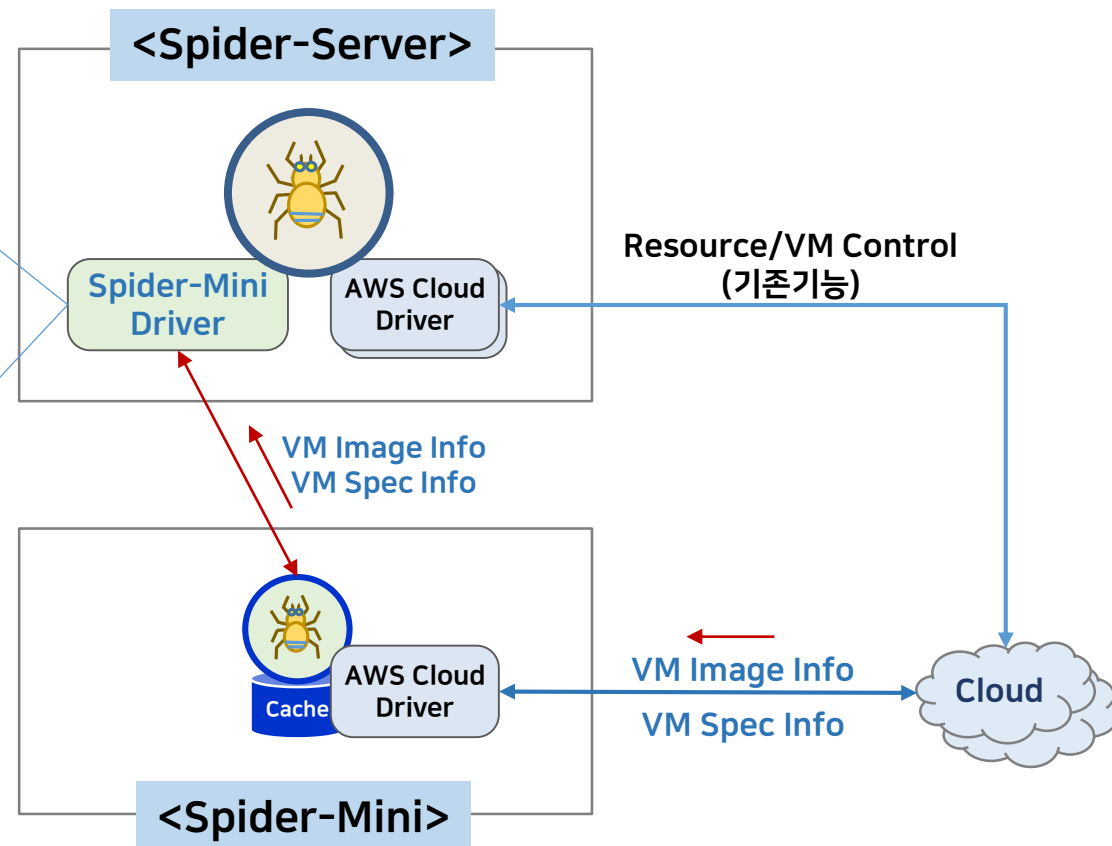 <Spider-Server>
Spider-Mini
Driver
AWS Cloud
Driver
Resource/VM Control
(기존기능)
VM Image Info
VM Spec Info
Cache
AWS Cloud
Driver
VM Image Info
VM Spec Info
Cloud
<Spider-Mini>